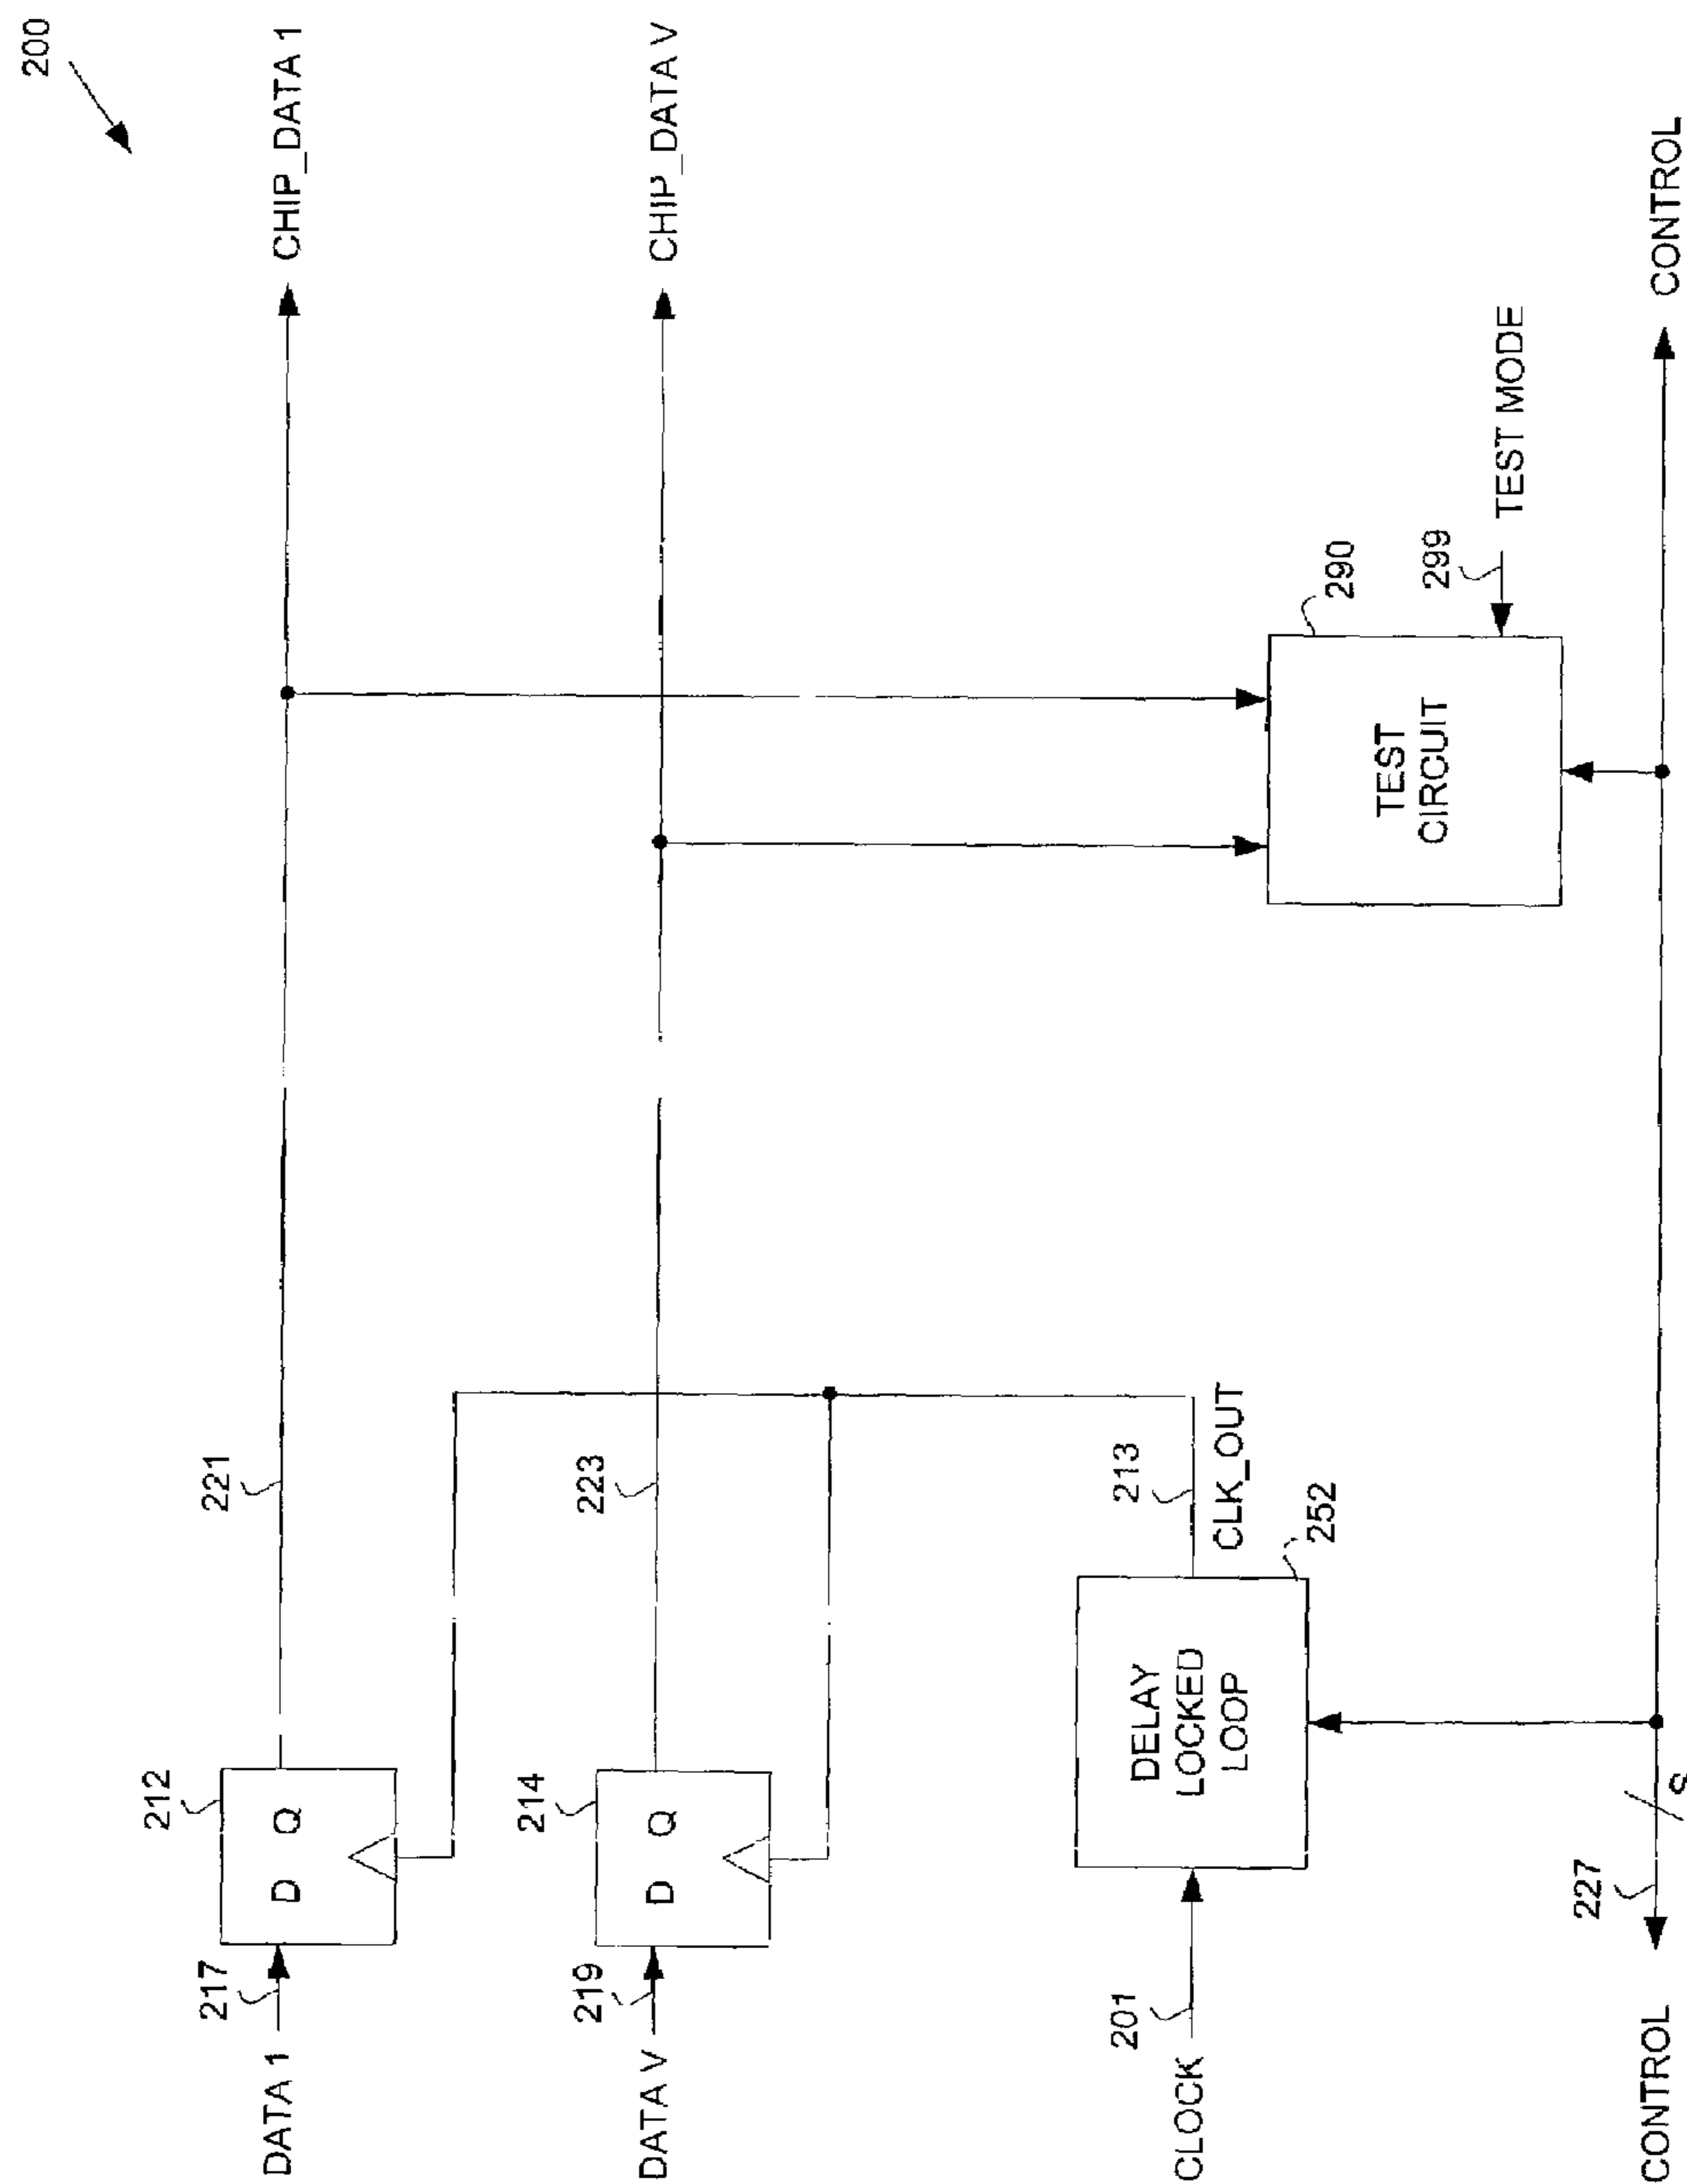 200
DATA 1
217
212
D Q
221
CHIP_DATA 1
DATA V
219
214
D Q
223
CHIP_DATA V
CLOCK
201
DELAY
LOCKED
LOOP
252
213
CLK_OUT
TEST
CIRCUIT
290
299
TEST MODE
CONTROL
227
CONTROL